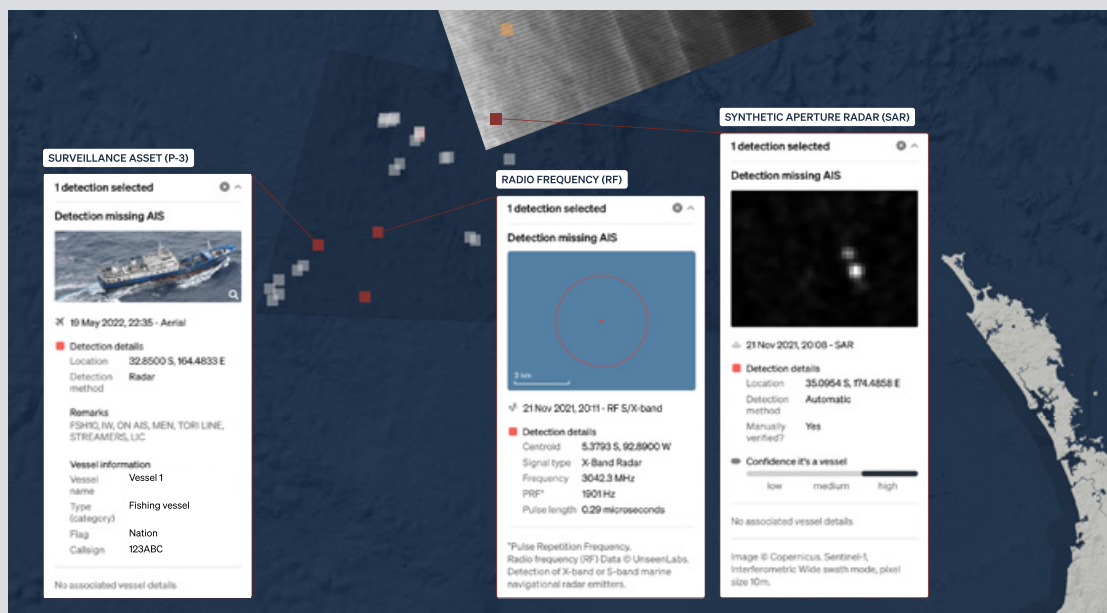 SURVEILLANCE ASSET (P-3)
1 detection selected
Detection missing AIS
19 May 2022, 22:35 - Aerial
Detection details
Location 32.8500 S, 164.4833 E
Detection Radar
method
Remarks
FSH10, IW, ON AIS, MEN, TORI LINE,
STREAMERS, LIC
Vessel information
Vessel Vessel 1
name
Type Fishing vessel
(category)
Flag Nation
Callsign 123ABC
No associated vessel details
RADIO FREQUENCY (RF)
1 detection selected
Detection missing AIS
3 km
21 Nov 2021, 20:11 - RF S/X-band
Detection details
Centroid 5.3793 S, 92.8900 W
Signal type X-Band Radar
Frequency 3042.3 MHz
PRF* 1901 Hz
Pulse length 0.29 microseconds
*Pulse Repetition Frequency.
Radio frequency (RF) Data © UnseenLabs.
Detection of X-band or S-band marine
navigational radar emitters.
SYNTHETIC APERTURE RADAR (SAR)
1 detection selected
Detection missing AIS
21 Nov 2021, 20:08 - SAR
Detection details
Location 35.0954 S, 174.4858 E
Detection Automatic
method
Manually Yes
verified?
Confidence it's a vessel
low medium high
No associated vessel details
Image © Copernicus. Sentinel-1,
Interferometric Wide swath mode, pixel
size 10m.